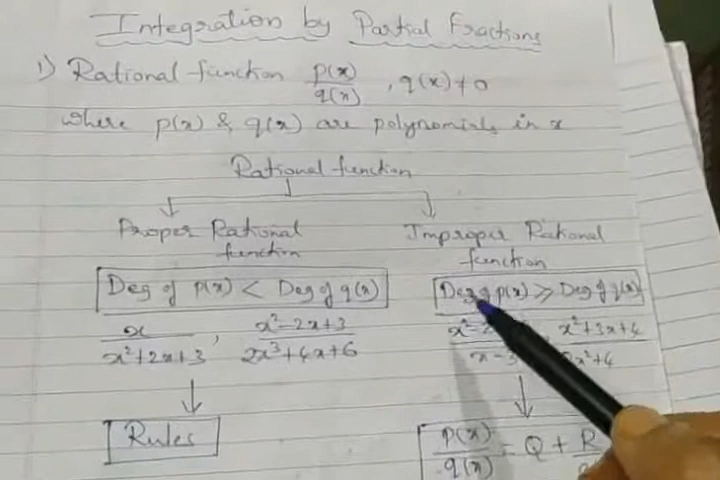 Integration by Partial Fractions
1) Rational function p(x)/q(x) , q(x) ≠ 0
where p(x) & q(x) are polynomials in x
Rational function
Proper Rational function
Improper Rational function
Deg of p(x) < Deg of q(x)
Deg of p(x) ≥ Deg of q(x)
x/x²+2x+3 , x²-2x+3/2x³+4x+6
x²- /x-3 , x²+3x+4/ x²+4
Rules
p(x)/q(x) = Q + R